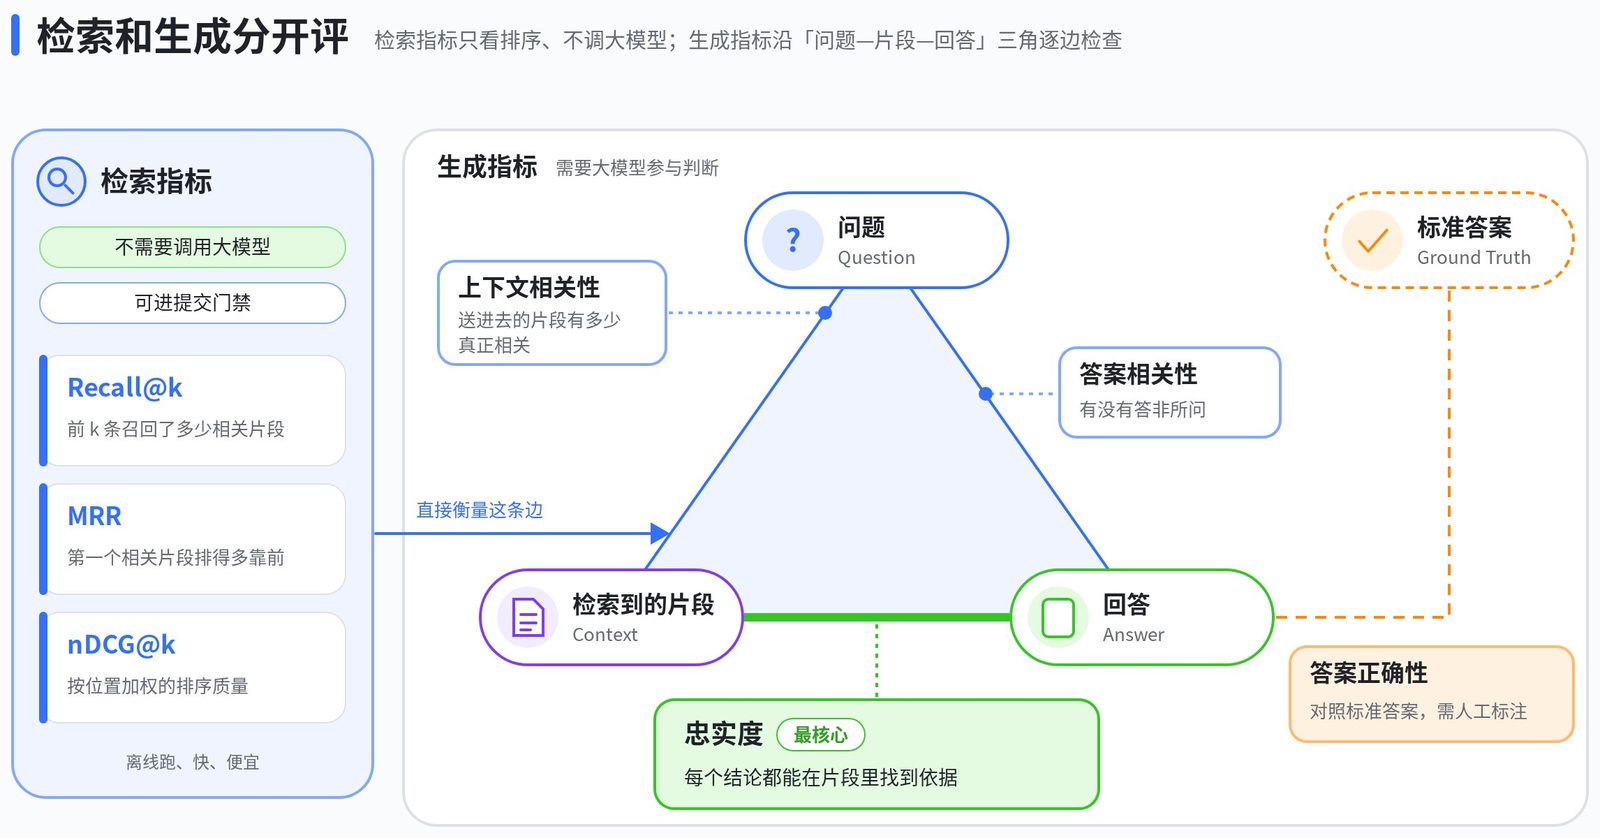 检索和生成分开评
检索指标只看排序、不调大模型；生成指标沿「问题—片段—回答」三角逐边检查
检索指标
不需要调用大模型
可进提交门禁
Recall@k
前 k 条召回了多少相关片段
MRR
第一个相关片段排得多靠前
nDCG@k
按位置加权的排序质量
离线跑、快、便宜
生成指标
需要大模型参与判断
?
问题
Question
标准答案
Ground Truth
上下文相关性
送进去的片段有多少
真正相关
答案相关性
有没有答非所问
直接衡量这条边
检索到的片段
Context
回答
Answer
答案正确性
对照标准答案，需人工标注
忠实度
最核心
每个结论都能在片段里找到依据